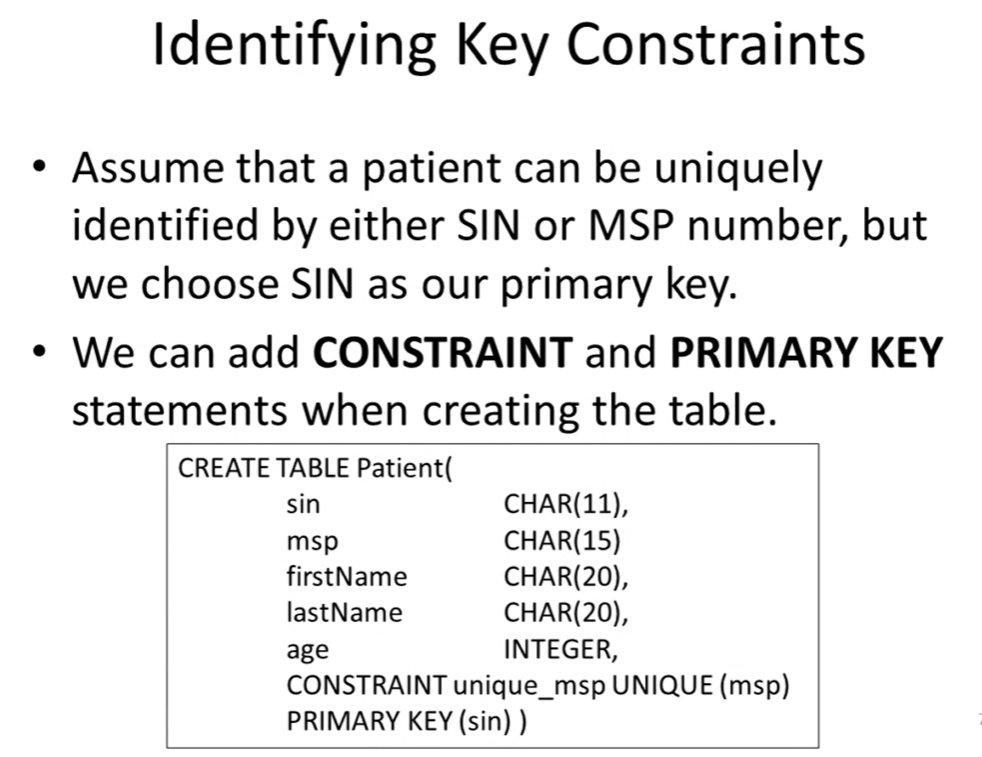 Identifying Key Constraints
• Assume that a patient can be uniquely
identified by either SIN or MSP number, but
we choose SIN as our primary key.
• We can add CONSTRAINT and PRIMARY KEY
statements when creating the table.
CREATE TABLE Patient(
sin CHAR(11),
msp CHAR(15)
firstName CHAR(20),
lastName CHAR(20),
age INTEGER,
CONSTRAINT unique_msp UNIQUE (msp)
PRIMARY KEY (sin) )